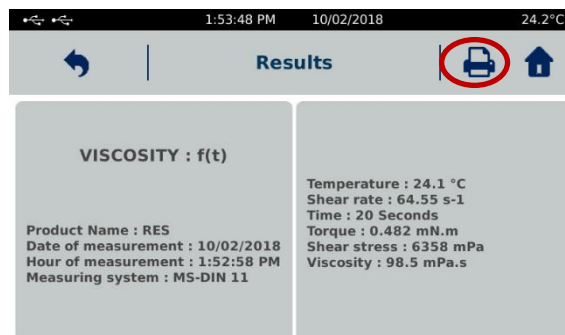 1:53:48 PM 10/02/2018 24.2°C
Results
VISCOSITY : f(t)
Product Name : RES
Date of measurement : 10/02/2018
Hour of measurement : 1:52:58 PM
Measuring system : MS-DIN 11
Temperature : 24.1 °C
Shear rate : 64.55 s-1
Time : 20 Seconds
Torque : 0.482 mN.m
Shear stress : 6358 mPa
Viscosity : 98.5 mPa.s